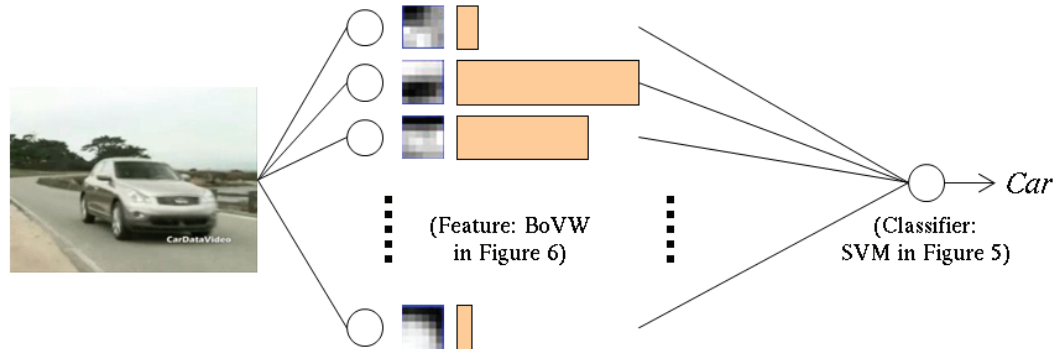 CarDataVideo
(Feature: BoVW
in Figure 6)
(Classifier:
SVM in Figure 5)
Car